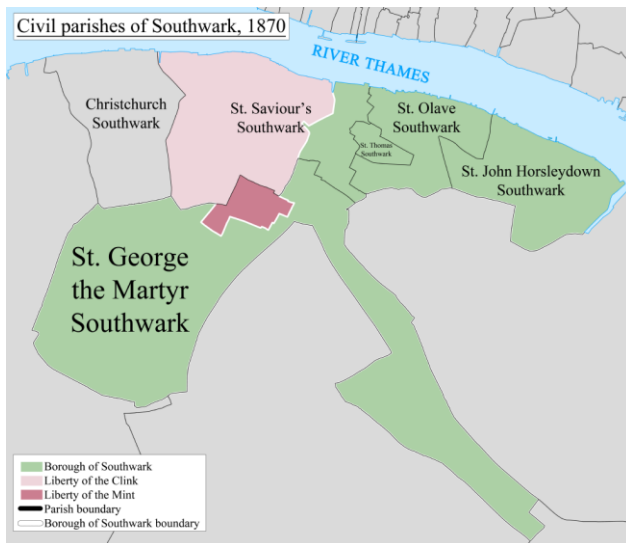 Civil parishes of Southwark, 1870
RIVER THAMES
Christchurch
Southwark
St. Saviour's
Southwark
St. Olave
Southwark
St. Thomas
Southwark
St. John Horsleydown
Southwark
St. George
the Martyr
Southwark
Borough of Southwark
Liberty of the Clink
Liberty of the Mint
Parish boundary
Borough of Southwark boundary